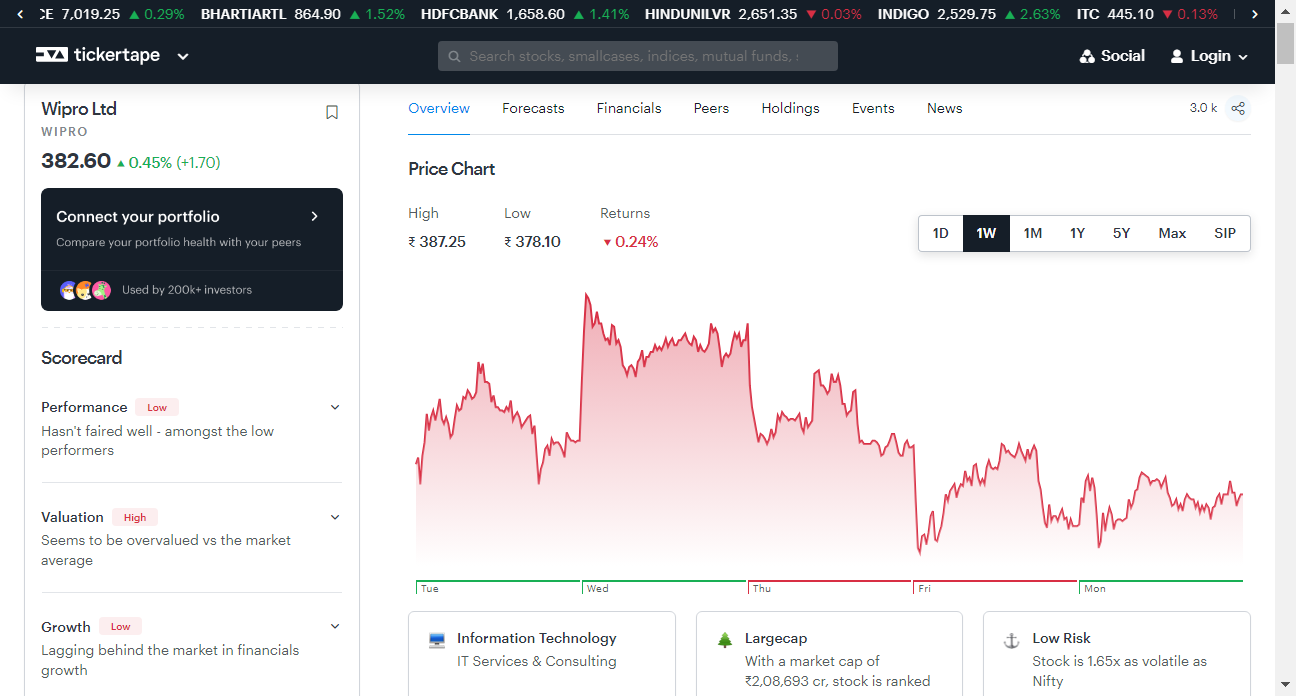 CE 7,019.25 ▲ 0.29% BHARTIARTL 864.90 ▲ 1.52% HDFCBANK 1,658.60 ▲ 1.41% HINDUNILVR 2,651.35 ▼ 0.03% INDIGO 2,529.75 ▲ 2.63% ITC 445.10 ▼ 0.13%
tickertape
Search stocks, smallcases, indices, mutual funds,
Social
Login
Wipro Ltd
WIPRO
382.60 ▲ 0.45% (+1.70)
Connect your portfolio
Compare your portfolio health with your peers
Used by 200k+ investors
Scorecard
Performance Low
Hasn't faired well - amongst the low
performers
Valuation High
Seems to be overvalued vs the market
average
Growth Low
Lagging behind the market in financials
growth
Overview Forecasts Financials Peers Holdings Events News
3.0 k
Price Chart
High Low Returns
₹ 387.25 ₹ 378.10 ▼ 0.24%
1D 1W 1M 1Y 5Y Max SIP
Tue Wed Thu Fri Mon
Information Technology
IT Services & Consulting
Largecap
With a market cap of
₹2,08,693 cr, stock is ranked
Low Risk
Stock is 1.65x as volatile as
Nifty